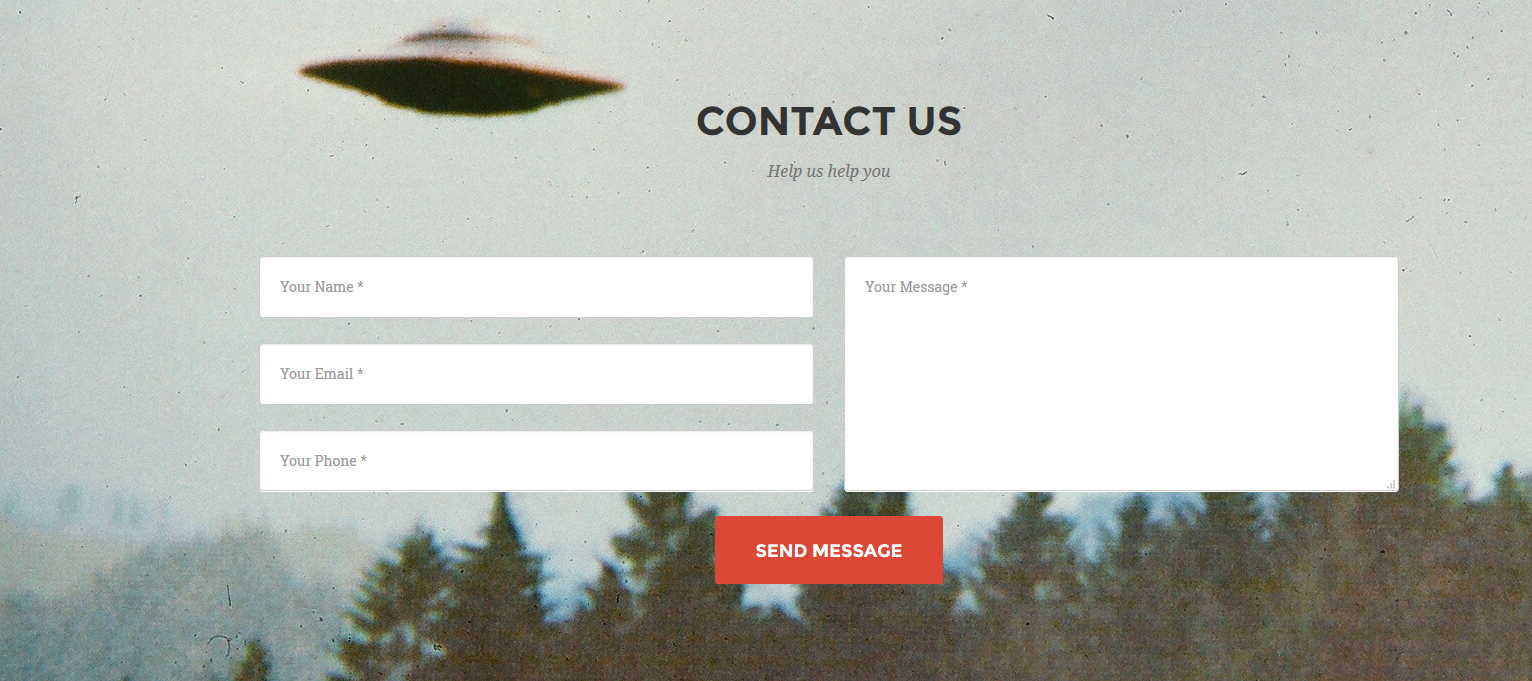 CONTACT US
Help us help you
Your Name *
Your Email *
Your Phone *
Your Message *
SEND MESSAGE